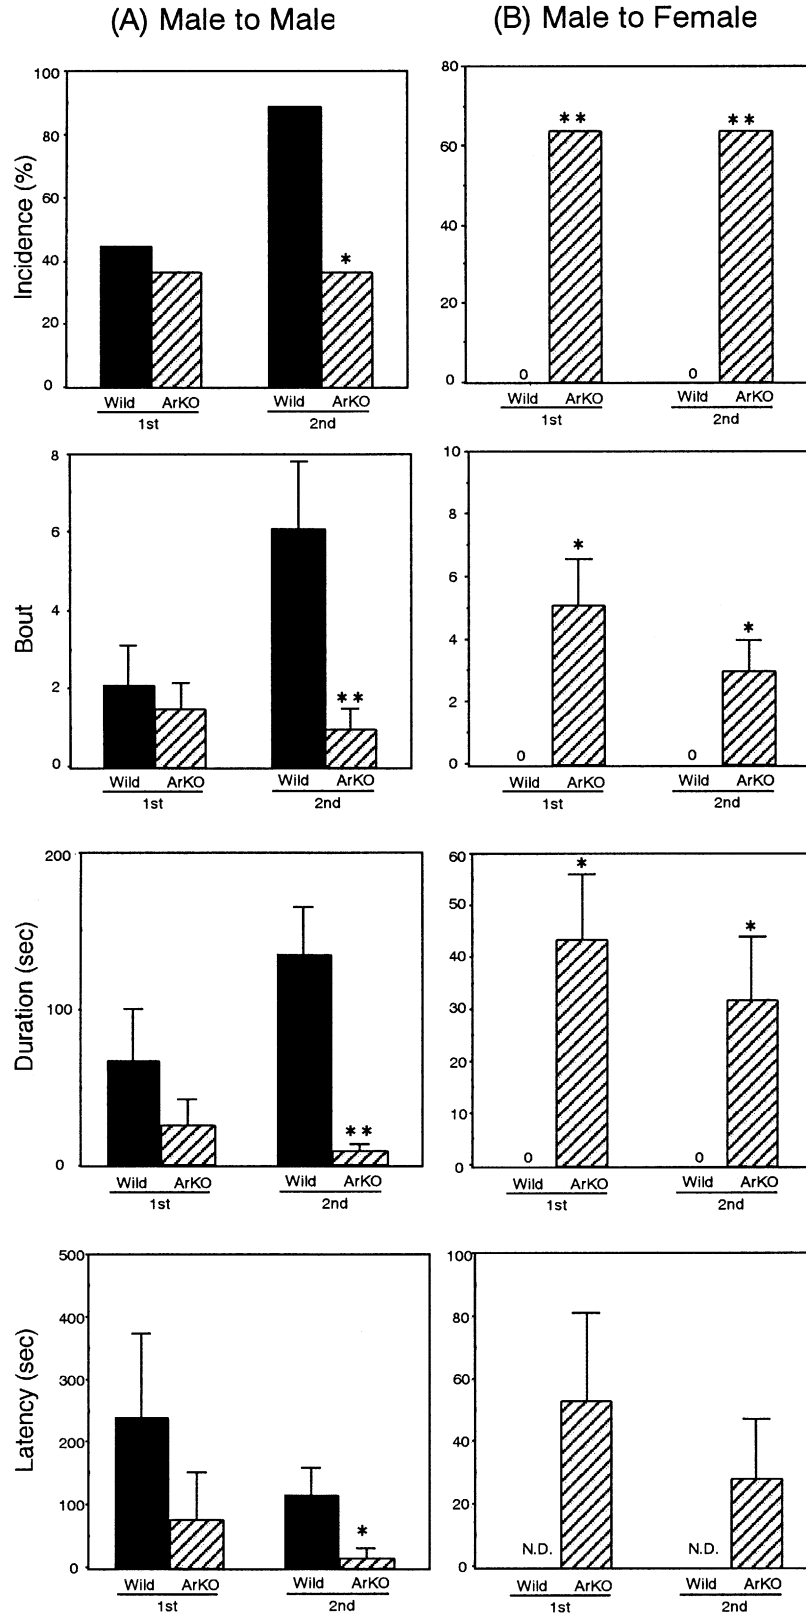 (A) Male to Male
(B) Male to Female
Incidence (%)
100
80
60
40
20
0
*
Wild ArKO Wild ArKO
1st 2nd
80
60
40
20
0
** **
0 0
Wild ArKO Wild ArKO
1st 2nd
Bout
8
6
4
2
0
**
Wild ArKO Wild ArKO
1st 2nd
10
8
6
4
2
0
* *
0 0
Wild ArKO Wild ArKO
1st 2nd
Duration (sec)
200
100
0
**
Wild ArKO Wild ArKO
1st 2nd
60
50
40
30
20
10
0
* *
0 0
Wild ArKO Wild ArKO
1st 2nd
Latency (sec)
500
400
300
200
100
0
*
Wild ArKO Wild ArKO
1st 2nd
100
80
60
40
20
0
N.D. N.D.
Wild ArKO Wild ArKO
1st 2nd